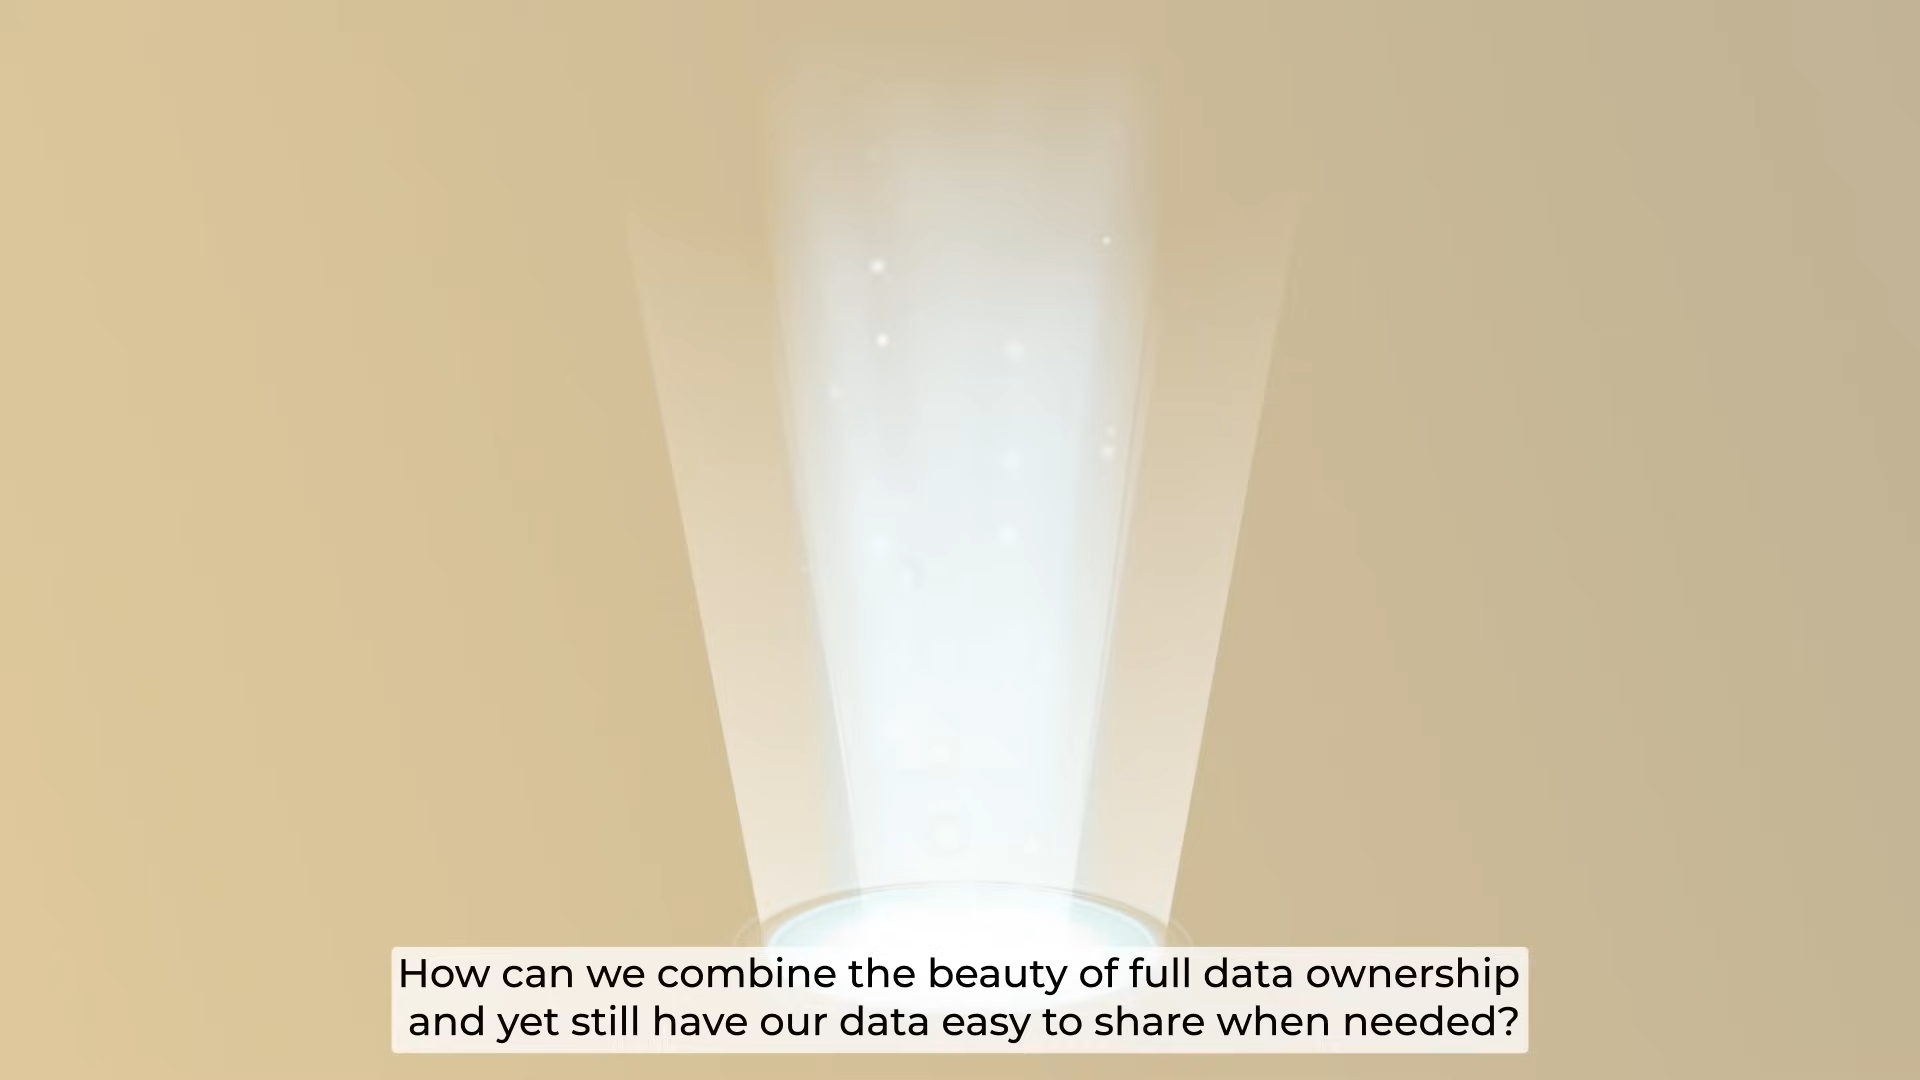 How can we combine the beauty of full data ownership
and yet still have our data easy to share when needed?